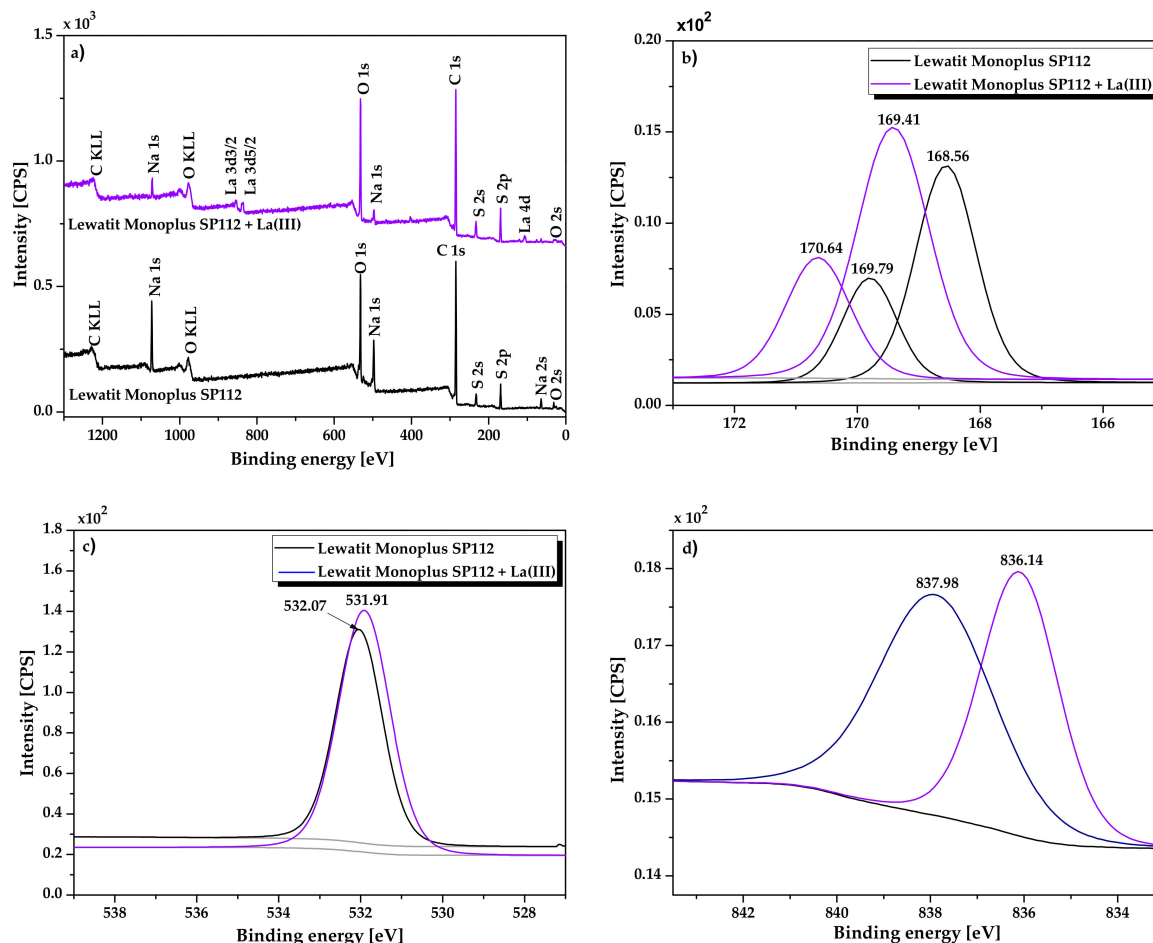 x 10³
a)
1.5
1.0
0.5
0.0
Intensity [CPS]
C KLL
Na 1s
O KLL
La 3d3/2
La 3d5/2
O 1s
Na 1s
C 1s
S 2s
S 2p
La 4d
O 2s
Lewatit Monoplus SP112 + La(III)
C KLL
Na 1s
O KLL
O 1s
Na 1s
C 1s
S 2s
S 2p
Na 2s
O 2s
Lewatit Monoplus SP112
1200 1000 800 600 400 200 0
Binding energy [eV]
x10²
b)
Lewatit Monoplus SP112
Lewatit Monoplus SP112 + La(III)
0.20
0.15
0.10
0.05
0.00
Intensity [CPS]
169.41
168.56
170.64
169.79
172 170 168 166
Binding energy [eV]
x10²
c)
Lewatit Monoplus SP112
Lewatit Monoplus SP112 + La(III)
1.8
1.6
1.4
1.2
1.0
0.8
0.6
0.4
0.2
0.0
Intensity [CPS]
532.07
531.91
538 536 534 532 530 528
Binding energy [eV]
x 10²
d)
0.18
0.17
0.16
0.15
0.14
Intensity [CPS]
837.98
836.14
842 840 838 836 834
Binding energy [eV]